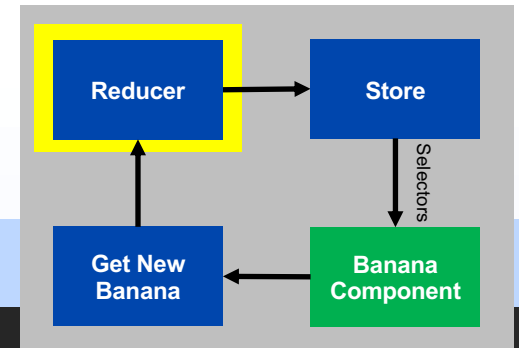 Reducer
Store
Selectors
Get New
Banana
Banana
Component